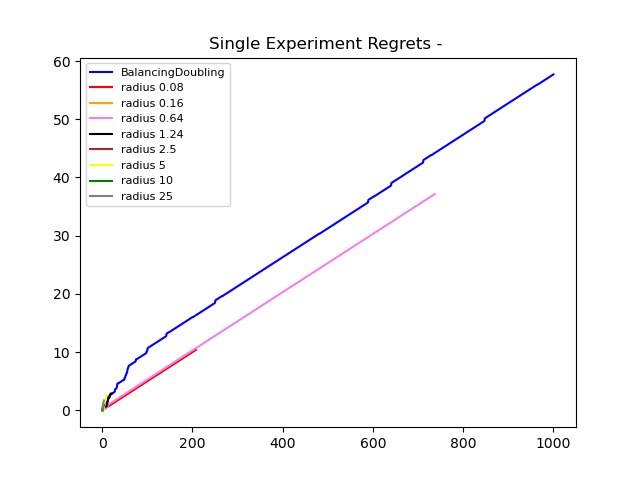 Single Experiment Regrets -
60
50
40
30
20
10
0
BalancingDoubling
radius 0.08
radius 0.16
radius 0.64
radius 1.24
radius 2.5
radius 5
radius 10
radius 25
0
200
400
600
800
1000